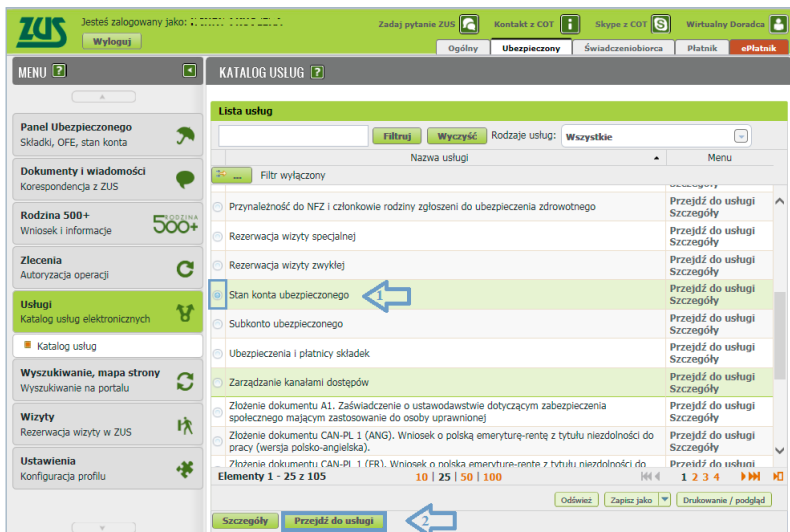 ZUS
Jesteś zalogowany jako:
Wyloguj
Zadaj pytanie ZUS
Kontakt z COT
Skype z COT
Wirtualny Doradca
Ogólny
Ubezpieczony
Świadczeniobiorca
Płatnik
ePłatnik
MENU ?
KATALOG USŁUG ?
Panel Ubezpieczonego
Składki, OFE, stan konta
Dokumenty i wiadomości
Korespondencja z ZUS
Rodzina 500+
Wniosek i informacje
RODZINA
500+
Zlecenia
Autoryzacja operacji
Usługi
Katalog usług elektronicznych
Katalog usług
Wyszukiwanie, mapa strony
Wyszukiwanie na portalu
Wizyty
Rezerwacja wizyty w ZUS
Ustawienia
Konfiguracja profilu
Lista usług
Filtruj Wyczyść Rodzaje usług: Wszystkie
Nazwa usługi Menu
... Filtr wyłączony
Szczegóły
Przynależność do NFZ i członkowie rodziny zgłoszeni do ubezpieczenia zdrowotnego Przejdź do usługi
Szczegóły
Rezerwacja wizyty specjalnej Przejdź do usługi
Szczegóły
Rezerwacja wizyty zwykłej Przejdź do usługi
Szczegóły
Stan konta ubezpieczonego 1 Przejdź do usługi
Szczegóły
Subkonto ubezpieczonego Przejdź do usługi
Szczegóły
Ubezpieczenia i płatnicy składek Przejdź do usługi
Szczegóły
Zarządzanie kanałami dostępów Przejdź do usługi
Szczegóły
Złożenie dokumentu A1. Zaświadczenie o ustawodawstwie dotyczącym zabezpieczenia Przejdź do usługi
społecznego mającym zastosowanie do osoby uprawnionej Szczegóły
Złożenie dokumentu CAN-PL 1 (ANG). Wniosek o polską emeryturę-rentę z tytułu niezdolności do Przejdź do usługi
pracy (wersja polsko-angielska). Szczegóły
Złożenie dokumentu CAN-PL 1 (FR). Wniosek o polską emeryturę-rentę z tytułu niezdolności do Przejdź do usługi
Elementy 1 - 25 z 105 10 | 25 | 50 | 100 1 2 3 4
Odśwież Zapisz jako Drukowanie / podgląd
Szczegóły Przejdź do usługi 2